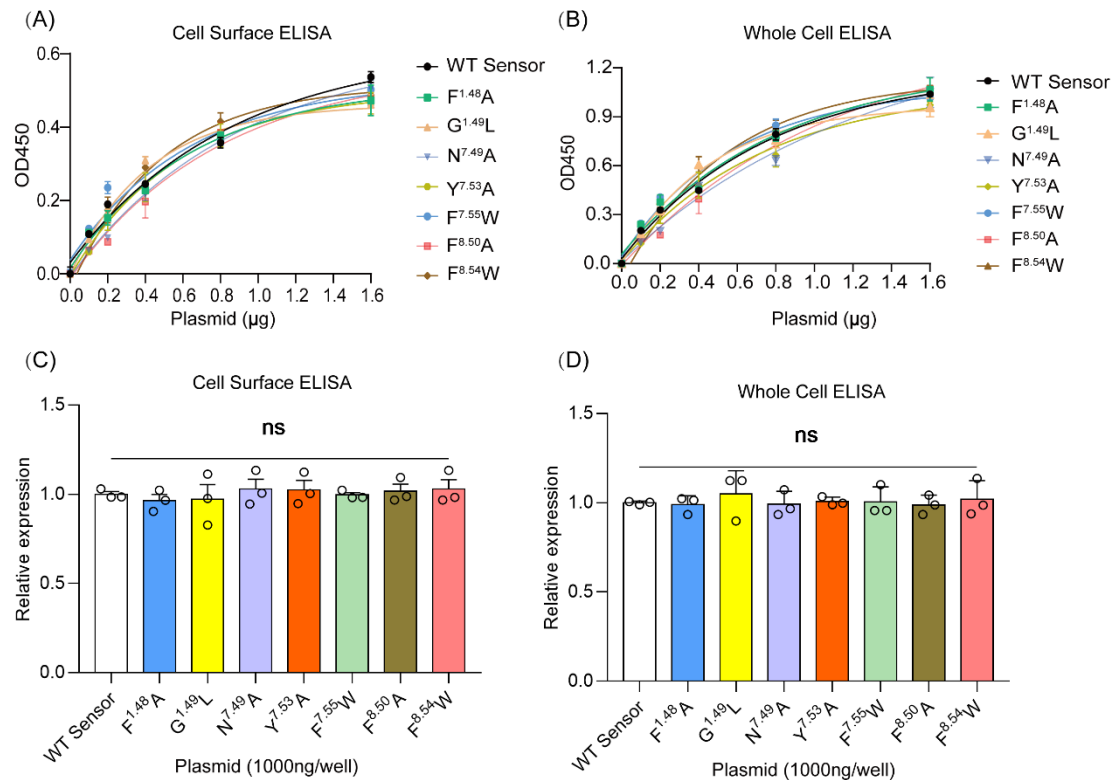 (A)
Cell Surface ELISA
OD450
0.6
0.4
0.2
0.0
0.0 0.2 0.4 0.6 0.8 1.0 1.2 1.4 1.6
Plasmid (µg)
WT Sensor
F1.48A
G1.49L
N7.49A
Y7.53A
F7.55W
F8.50A
F8.54W
(B)
Whole Cell ELISA
OD450
1.2
0.9
0.6
0.3
0.0
0.0 0.2 0.4 0.6 0.8 1.0 1.2 1.4 1.6
Plasmid (µg)
WT Sensor
F1.48A
G1.49L
N7.49A
Y7.53A
F7.55W
F8.50A
F8.54W
(C)
Cell Surface ELISA
ns
Relative expression
1.5
1.0
0.5
0.0
WT Sensor
F1.48A
G1.49L
N7.49A
Y7.53A
F7.55W
F8.50A
F8.54W
Plasmid (1000ng/well)
(D)
Whole Cell ELISA
ns
Relative expression
1.5
1.0
0.5
0.0
WT Sensor
F1.48A
G1.49L
N7.49A
Y7.53A
F7.55W
F8.50A
F8.54W
Plasmid (1000ng/well)